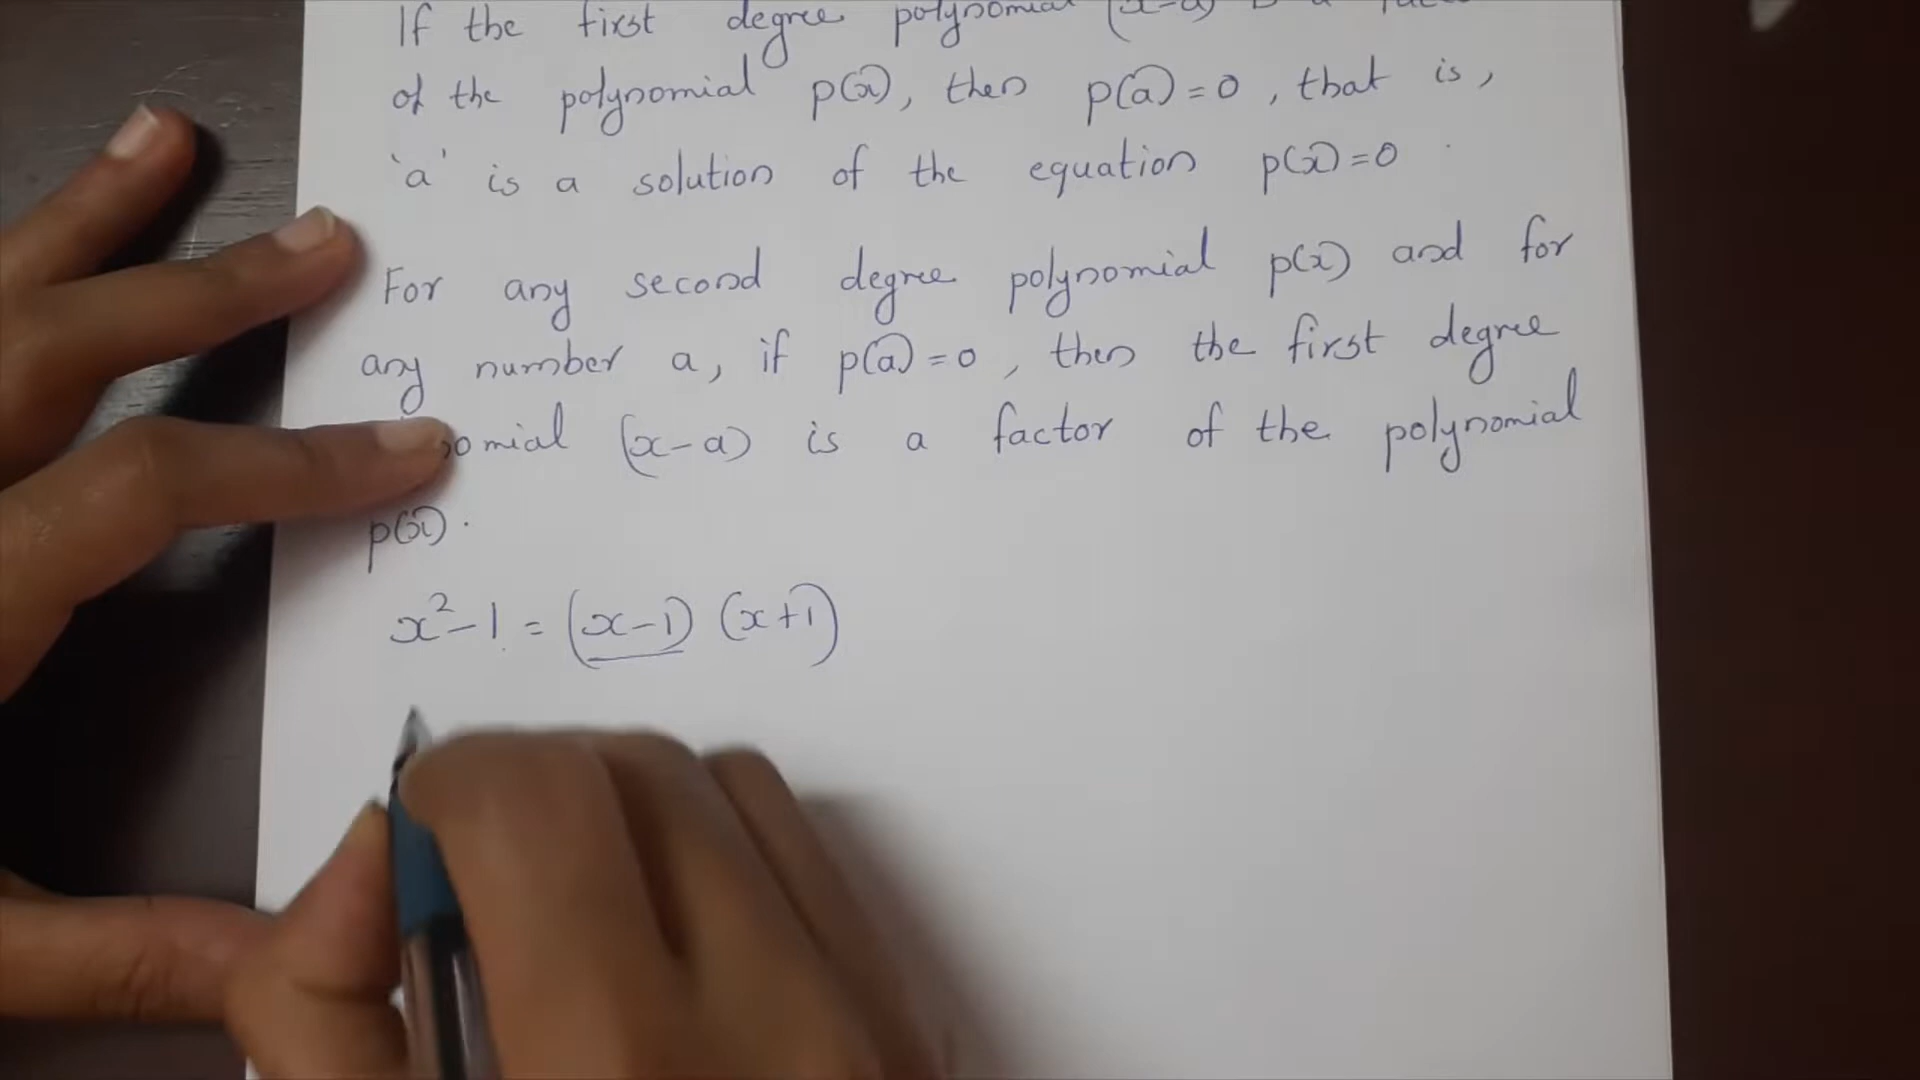 If the first degree polynomial (x-a)
of the polynomial p(x), then p(a)=0, that is,
'a' is a solution of the equation p(x)=0
For any second degree polynomial p(x) and for
any number a, if p(a)=0, then the first degree
omial (x-a) is a factor of the polynomial
p(x).
x²-1 = (x-1) (x+1)